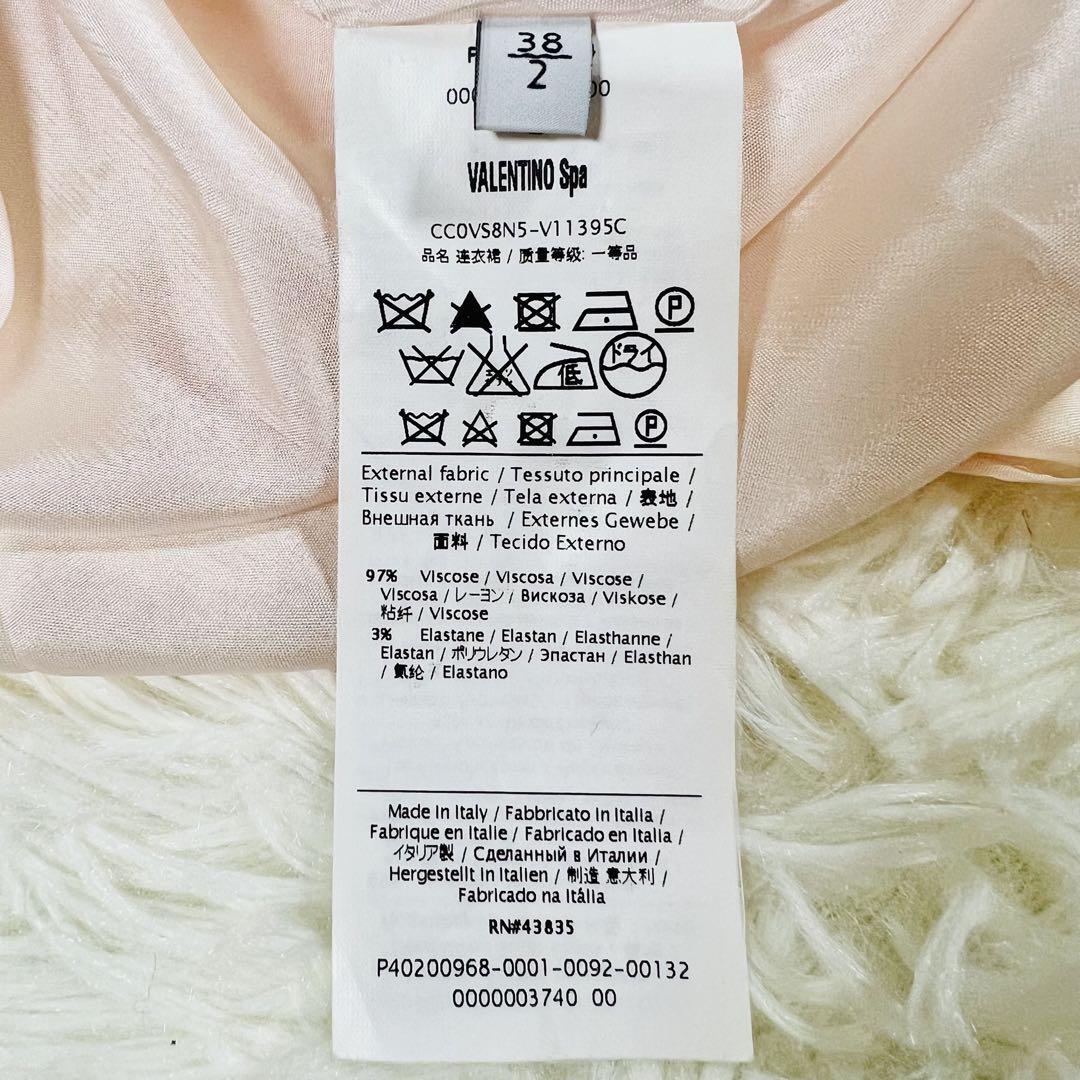 38
2
VALENTINO Spa
CC0VS8N5-V11395C
品名 連衣裙 / 质量等级: 一等品
P
低 ドライ
P
External fabric / Tessuto principale /
Tissu externe / Tela externa / 表地 /
Внешная ткань / Externes Gewebe /
面料 / Tecido Externo
97% Viscose / Viscosa / Viscose /
Viscosa / レーヨン / Вискоза / Viskose /
粘纤 / Viscose
3% Elastane / Elastan / Elasthanne /
Elastan / ポリウレタン / Эластан / Elasthan
/ 氨纶 / Elastano
Made in Italy / Fabbricato in Italia /
Fabrique en Italie / Fabricado en Italia /
イタリア製 / Сделанный в Италии /
Hergestellt in Italien / 制造 意大利 /
Fabricado na Itália
RN#43835
P40200968-0001-0092-00132
0000003740 00